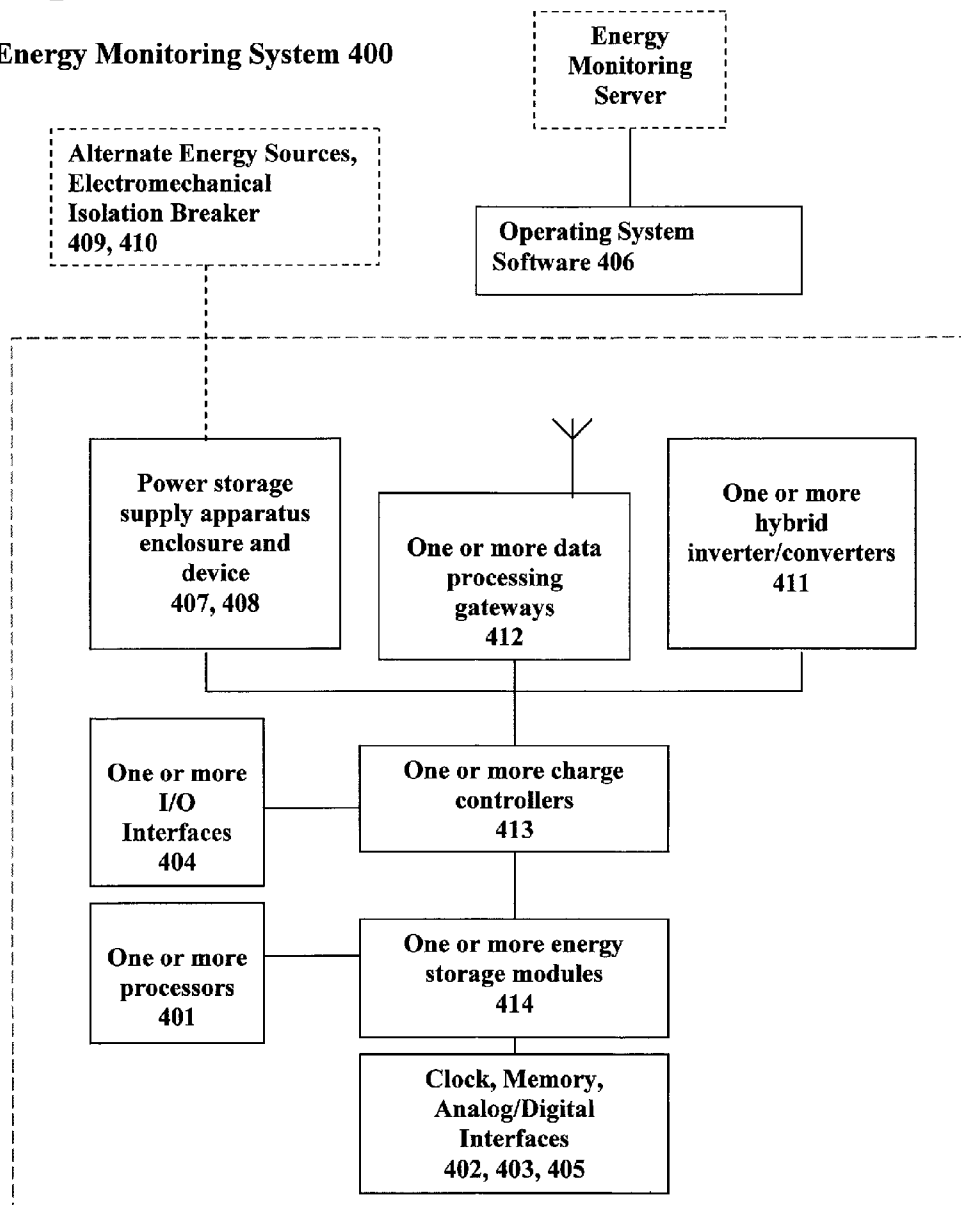 Energy Monitoring System 400
Energy
Monitoring
Server
Alternate Energy Sources,
Electromechanical
Isolation Breaker
409, 410
Operating System
Software 406
Power storage
supply apparatus
enclosure and
device
407, 408
One or more data
processing
gateways
412
One or more
hybrid
inverter/converters
411
One or more
I/O
Interfaces
404
One or more charge
controllers
413
One or more
processors
401
One or more energy
storage modules
414
Clock, Memory,
Analog/Digital
Interfaces
402, 403, 405